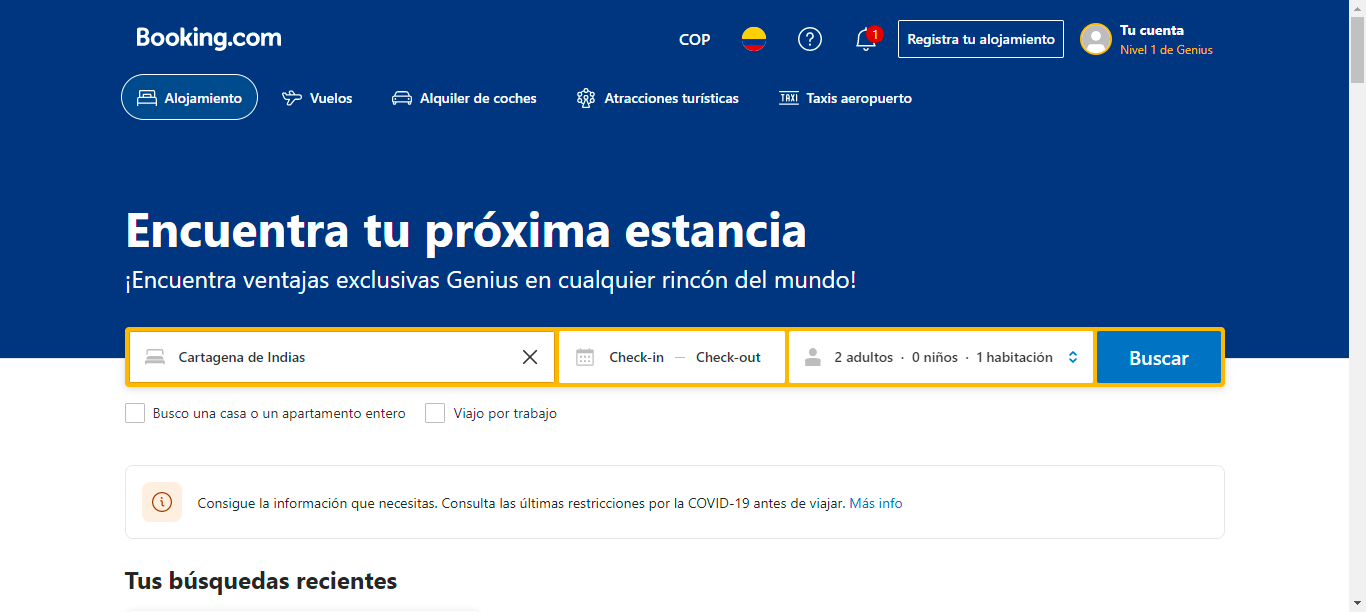 Booking.com
COP
1
Registra tu alojamiento
Tu cuenta
Nivel 1 de Genius
Alojamiento
Vuelos
Alquiler de coches
Atracciones turísticas
TAXI Taxis aeropuerto
Encuentra tu próxima estancia
¡Encuentra ventajas exclusivas Genius en cualquier rincón del mundo!
Cartagena de Indias
Check-in — Check-out
2 adultos · 0 niños · 1 habitación
Buscar
Busco una casa o un apartamento entero
Viajo por trabajo
Consigue la información que necesitas. Consulta las últimas restricciones por la COVID-19 antes de viajar. Más info
Tus búsquedas recientes